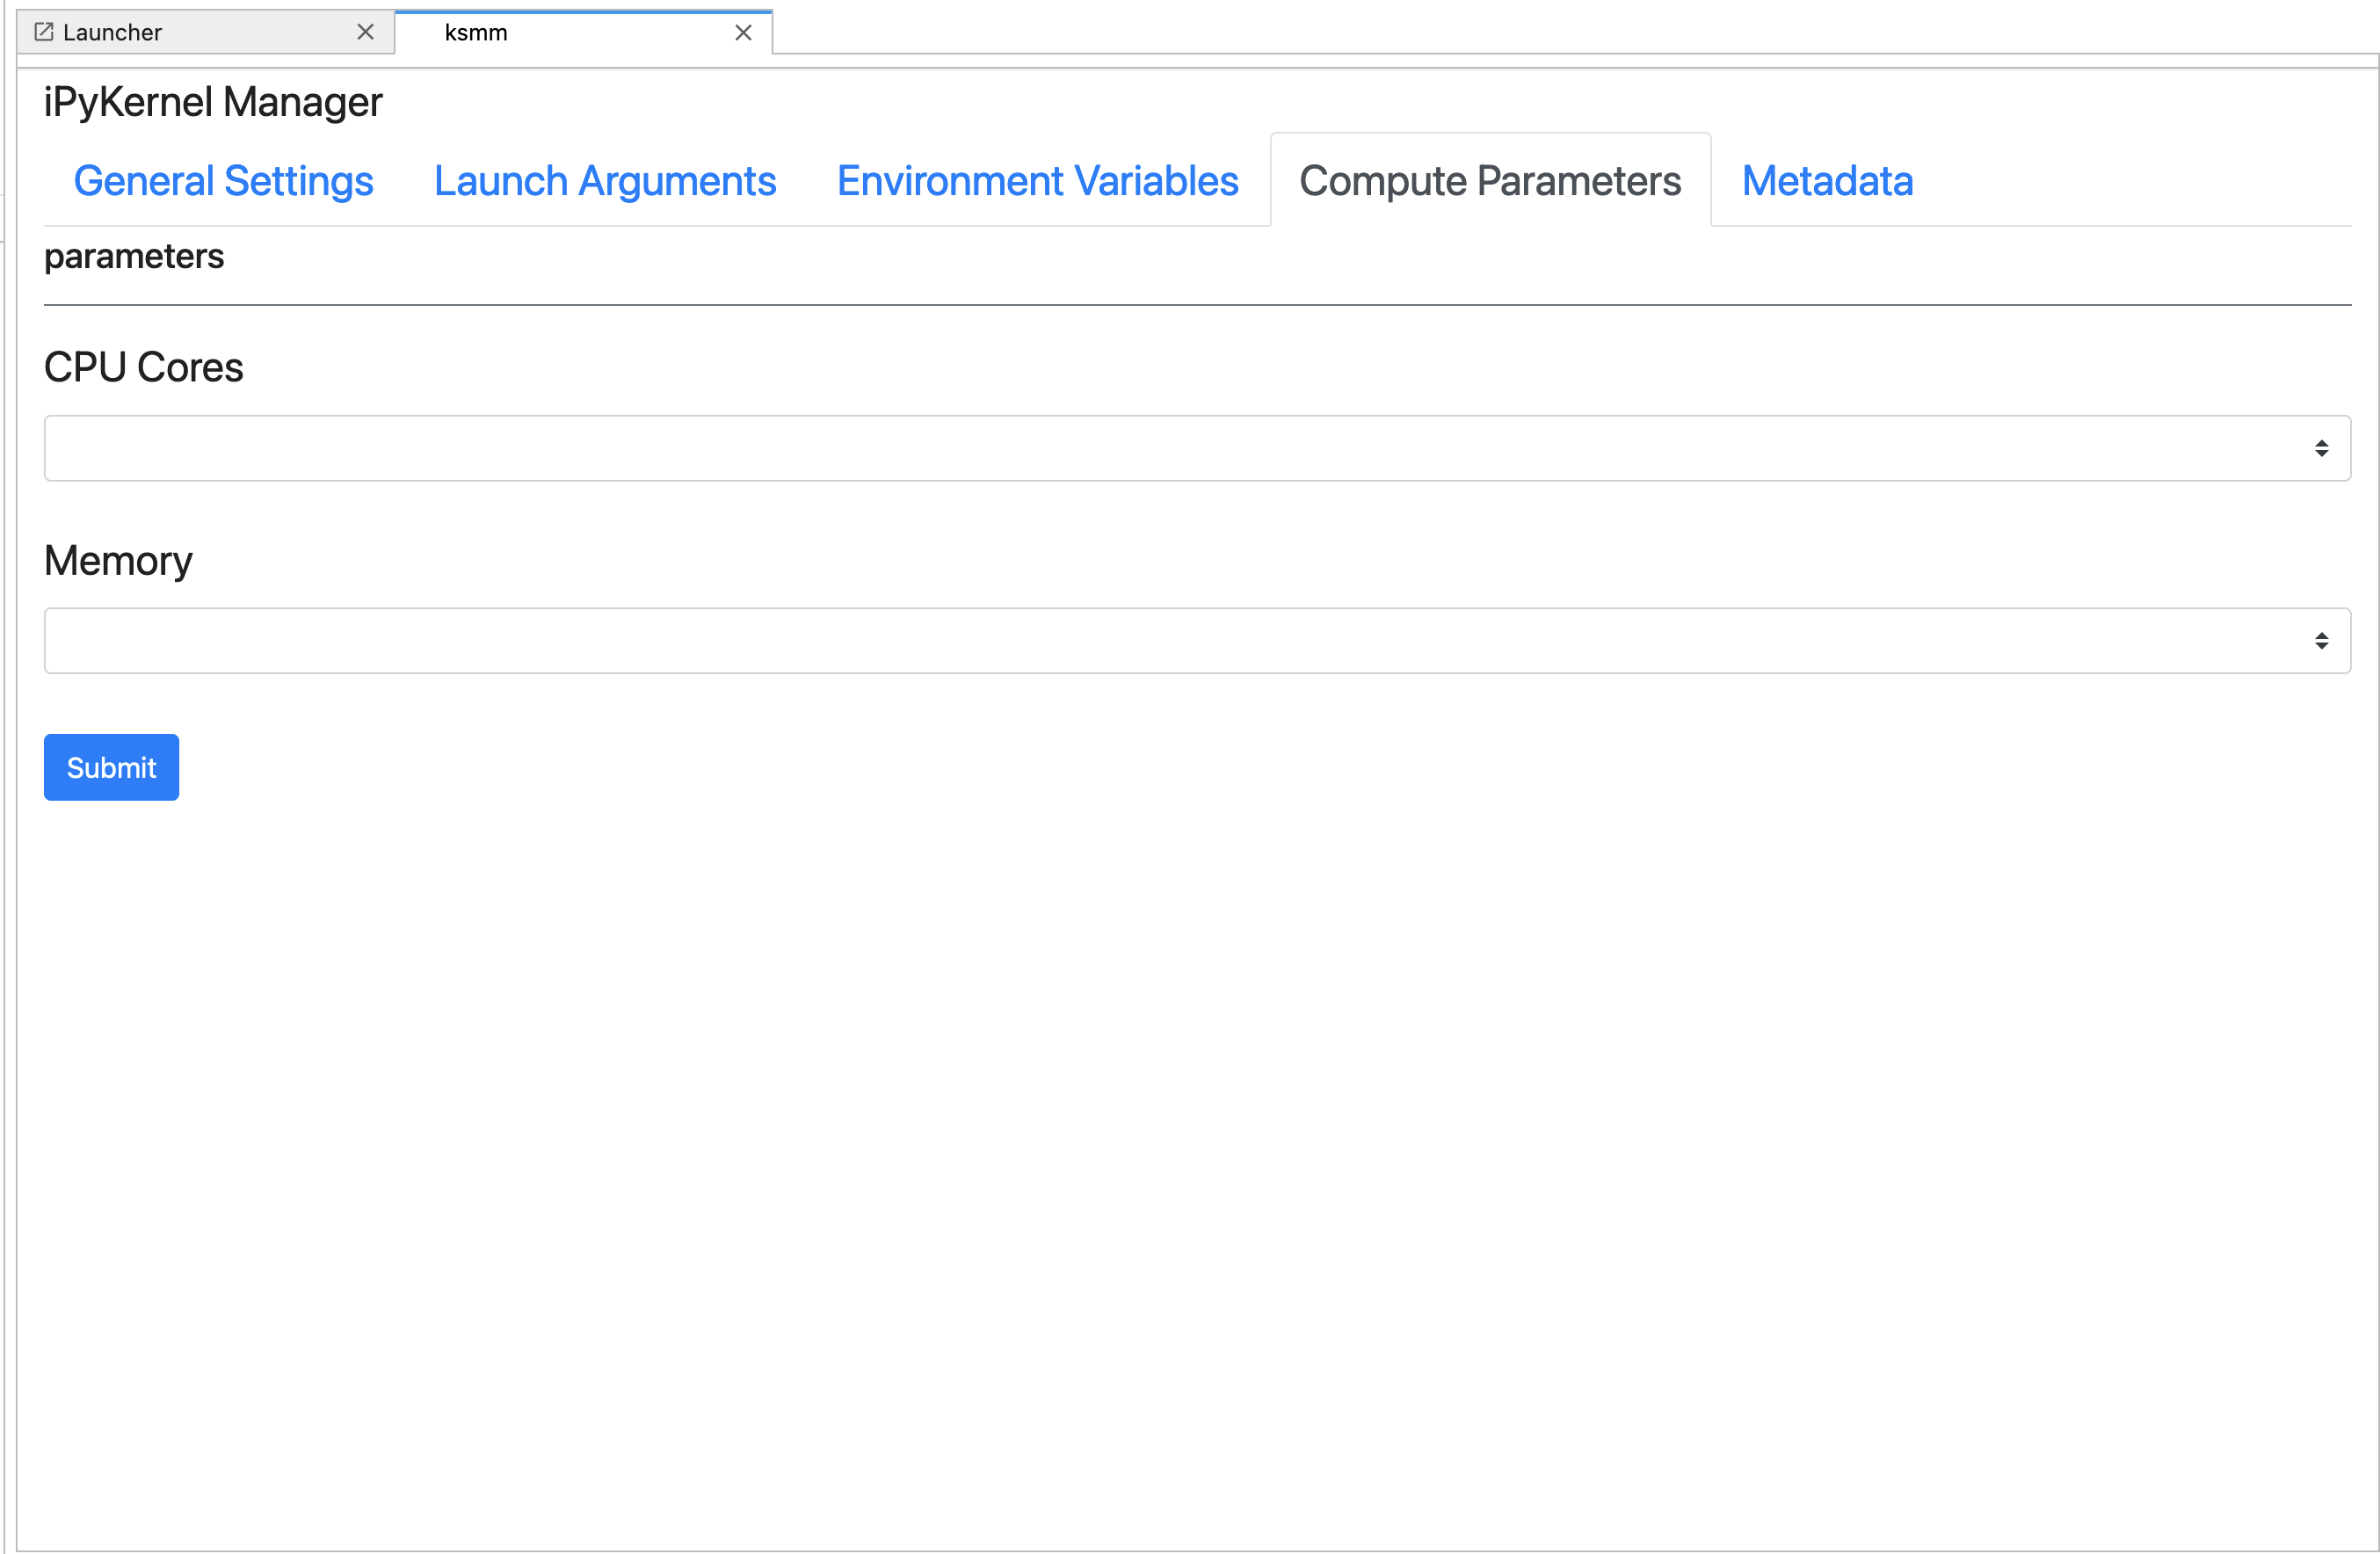 Launcher ksmm
iPyKernel Manager
General Settings Launch Arguments Environment Variables Compute Parameters Metadata
parameters
CPU Cores
Memory
Submit